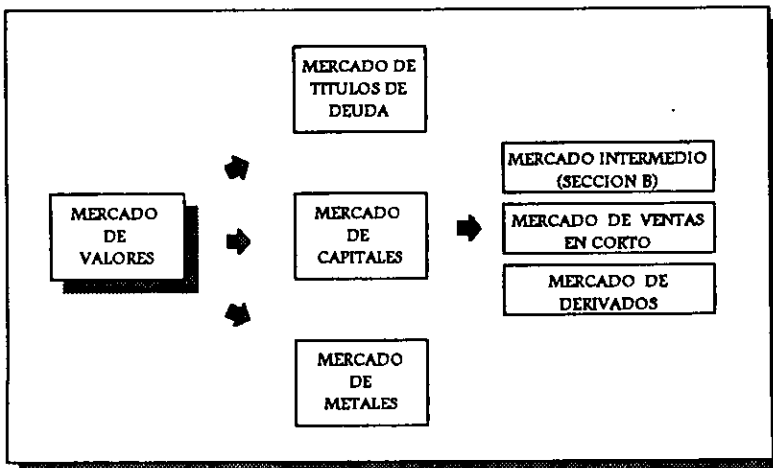 MERCADO DE
TITULOS DE
DEUDA
MERCADO
DE
VALORES
MERCADO
DE
CAPITALES
MERCADO INTERMEDIO
(SECCION B)
MERCADO DE VENTAS
EN CORTO
MERCADO DE
DERIVADOS
MERCADO
DE
METALES